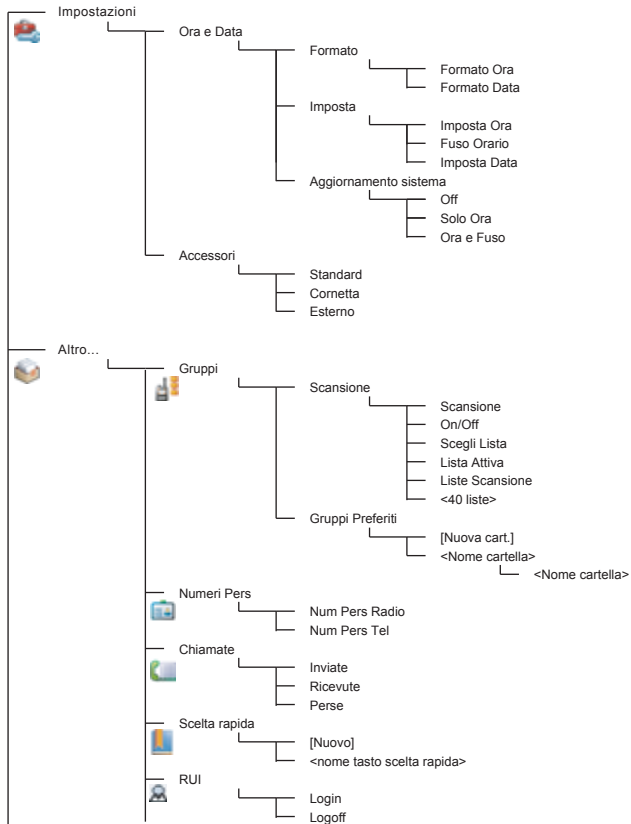 Impostazioni
Ora e Data
Formato
Formato Ora
Formato Data
Imposta
Imposta Ora
Fuso Orario
Imposta Data
Aggiornamento sistema
Off
Solo Ora
Ora e Fuso
Accessori
Standard
Cornetta
Esterno
Altro...
Gruppi
Scansione
Scansione
On/Off
Scegli Lista
Lista Attiva
Liste Scansione
<40 liste>
Gruppi Preferiti
[Nuova cart.]
<Nome cartella>
<Nome cartella>
Numeri Pers
Num Pers Radio
Num Pers Tel
Chiamate
Inviate
Ricevute
Perse
Scelta rapida
[Nuovo]
<nome tasto scelta rapida>
RUI
Login
Logoff